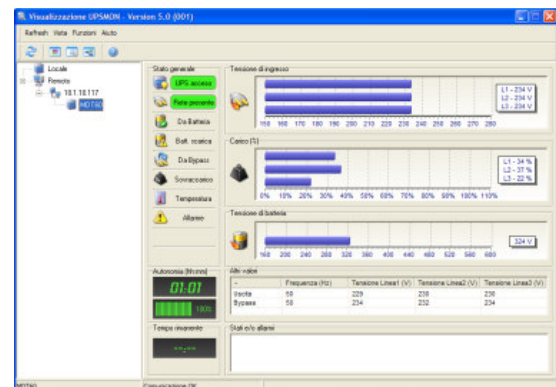 Visualizzazione UPSMON - Version 5.0 (001)
Refresh Vista Funzioni Aiuto
Locale
Remoto
10.1.10.117
MDT60
Stato generale
UPS acceso
Rete presente
Da Batteria
Batt. scarica
Da Bypass
Sovraccarico
Temperatura
Allarme
Tensione di ingresso
L1 - 234 V
L2 - 234 V
L3 - 234 V
160 170 180 190 200 210 220 230 240 250 260 270 280
Carico (%)
L1 - 34 %
L2 - 37 %
L3 - 22 %
0% 10% 20% 30% 40% 50% 60% 70% 80% 90% 100% 110%
Tensione di batteria
324 V
160 200 240 280 320 360 400 440 480 520 560 600
Autonomia (hh:mm)
01:01
100%
Tempo rimanente
--:--
Altri valori
- Frequenza (Hz) Tensione Linea1 (V) Tensione Linea2 (V) Tensione Linea3 (V)
Uscita 50 229 230 230
Bypass 50 234 232 234
Stati e/o allarmi
MDT60 Comunicazione OK